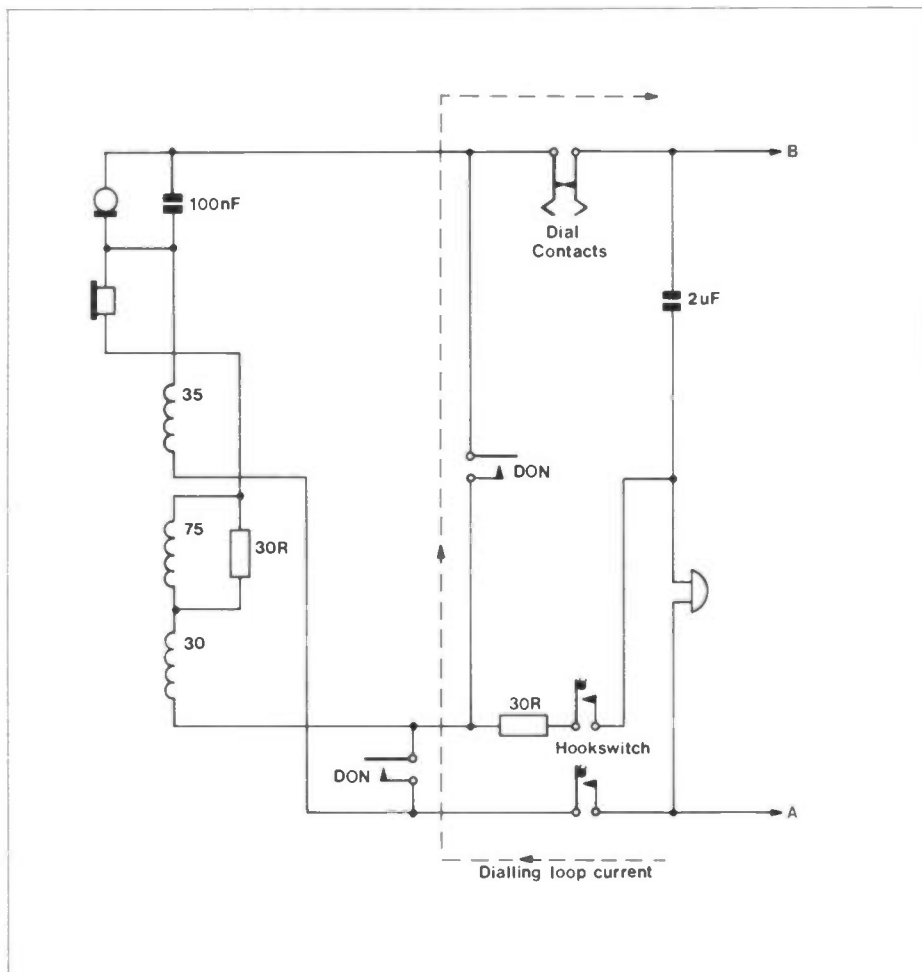 B
100nF
Dial
Contacts
2uF
35
DON
75
30R
30
30R
Hookswitch
DON
A
Dialling loop current